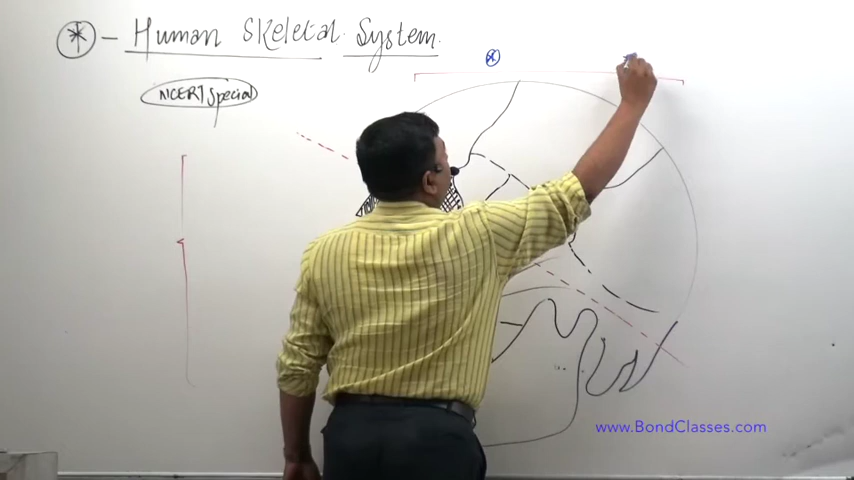 * - Human Skeletal System.
NCERT Special
*
www.BondClasses.com